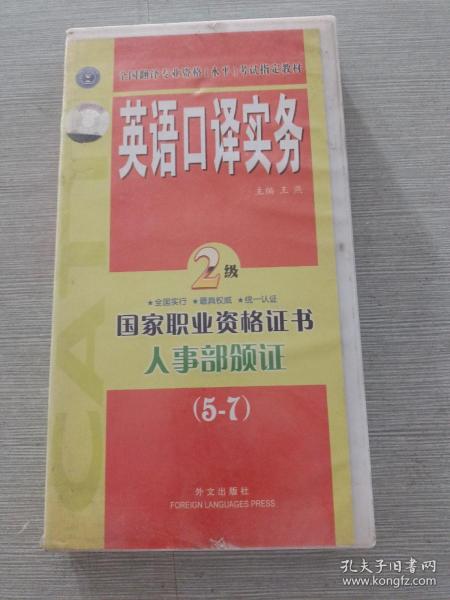 全国翻译专业资格（水平）考试指定教材
英语口译实务
主编 王燕
2级
★全国实行 ★最具权威 ★统一认证
国家职业资格证书
人事部颁证
(5-7)
外文出版社
FOREIGN LANGUAGES PRESS
CATTI
孔夫子旧书网
www.kongfz.com